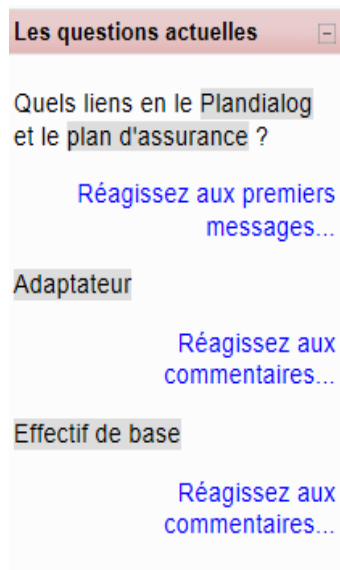 Les questions actuelles
Quels liens en le Plandialog
et le plan d'assurance ?
Réagissez aux premiers
messages...
Adaptateur
Réagissez aux
commentaires...
Effectif de base
Réagissez aux
commentaires...